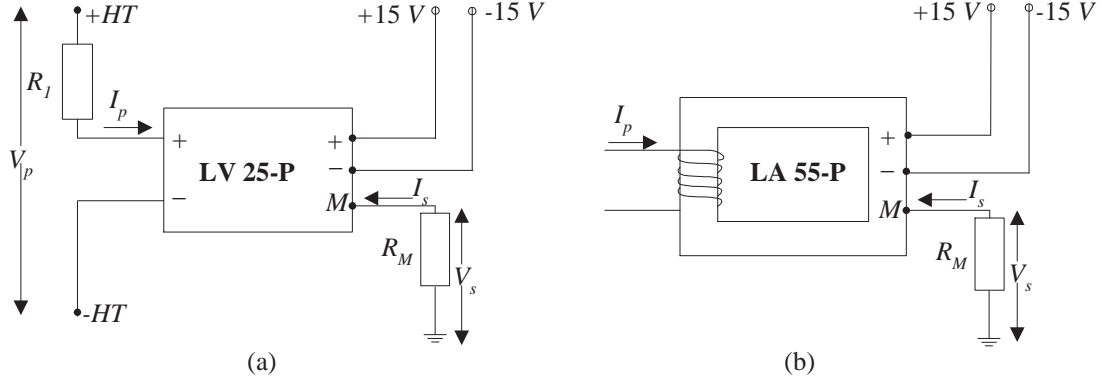 +HT
R1
Ip
Vp
+
−
LV 25-P
-HT
+15 V
-15 V
+
−
M
Is
RM
Vs
(a)
Ip
LA 55-P
+15 V
-15 V
+
−
M
Is
RM
Vs
(b)